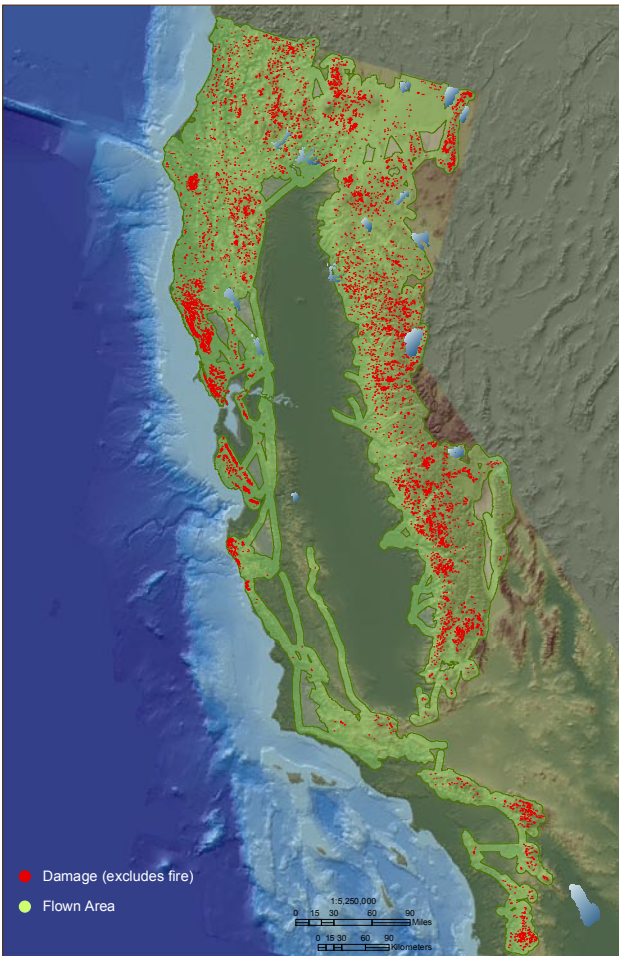 Damage (excludes fire)
Flown Area
1:5,250,000
0 15 30 60 90
Miles
0 15 30 60 90
Kilometers